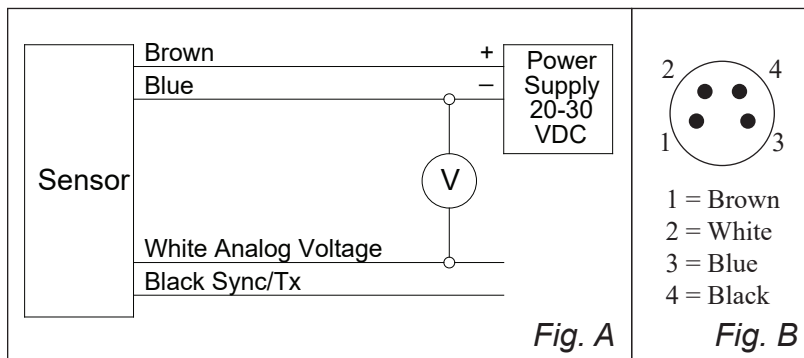 Brown
+
Blue
–
Power
Supply
20-30
VDC
Sensor
V
White Analog Voltage
Black Sync/Tx
Fig. A
2
4
1
3
1 = Brown
2 = White
3 = Blue
4 = Black
Fig. B